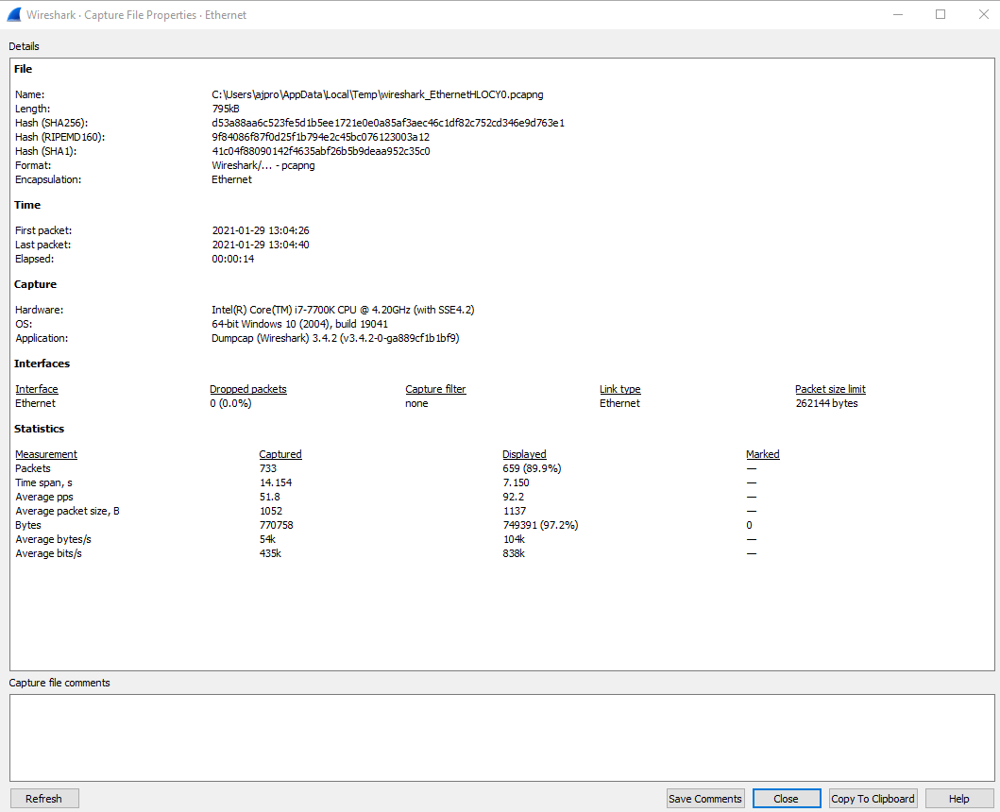 Wireshark · Capture File Properties · Ethernet
Details
File
Name: C:\Users\ajpro\AppData\Local\Temp\wireshark_EthernetHLOCY0.pcapng
Length: 795kB
Hash (SHA256): d53a88aa6c523fe5d1b5ee1721e0e0a85af3aec46c1df82c752cd346e9d763e1
Hash (RIPEMD160): 9f84086f87f0d25f1b794e2c45bc076123003a12
Hash (SHA1): 41c04f88090142f4635abf26b5b9deaa952c35c0
Format: Wireshark/... - pcapng
Encapsulation: Ethernet
Time
First packet: 2021-01-29 13:04:26
Last packet: 2021-01-29 13:04:40
Elapsed: 00:00:14
Capture
Hardware: Intel(R) Core(TM) i7-7700K CPU @ 4.20GHz (with SSE4.2)
OS: 64-bit Windows 10 (2004), build 19041
Application: Dumpcap (Wireshark) 3.4.2 (v3.4.2-0-ga889cf1b1bf9)
Interfaces
Interface Dropped packets Capture filter Link type Packet size limit
Ethernet 0 (0.0%) none Ethernet 262144 bytes
Statistics
Measurement Captured Displayed Marked
Packets 733 659 (89.9%) —
Time span, s 14.154 7.150 —
Average pps 51.8 92.2 —
Average packet size, B 1052 1137 —
Bytes 770758 749391 (97.2%) 0
Average bytes/s 54k 104k —
Average bits/s 435k 838k —
Capture file comments
Refresh Save Comments Close Copy To Clipboard Help